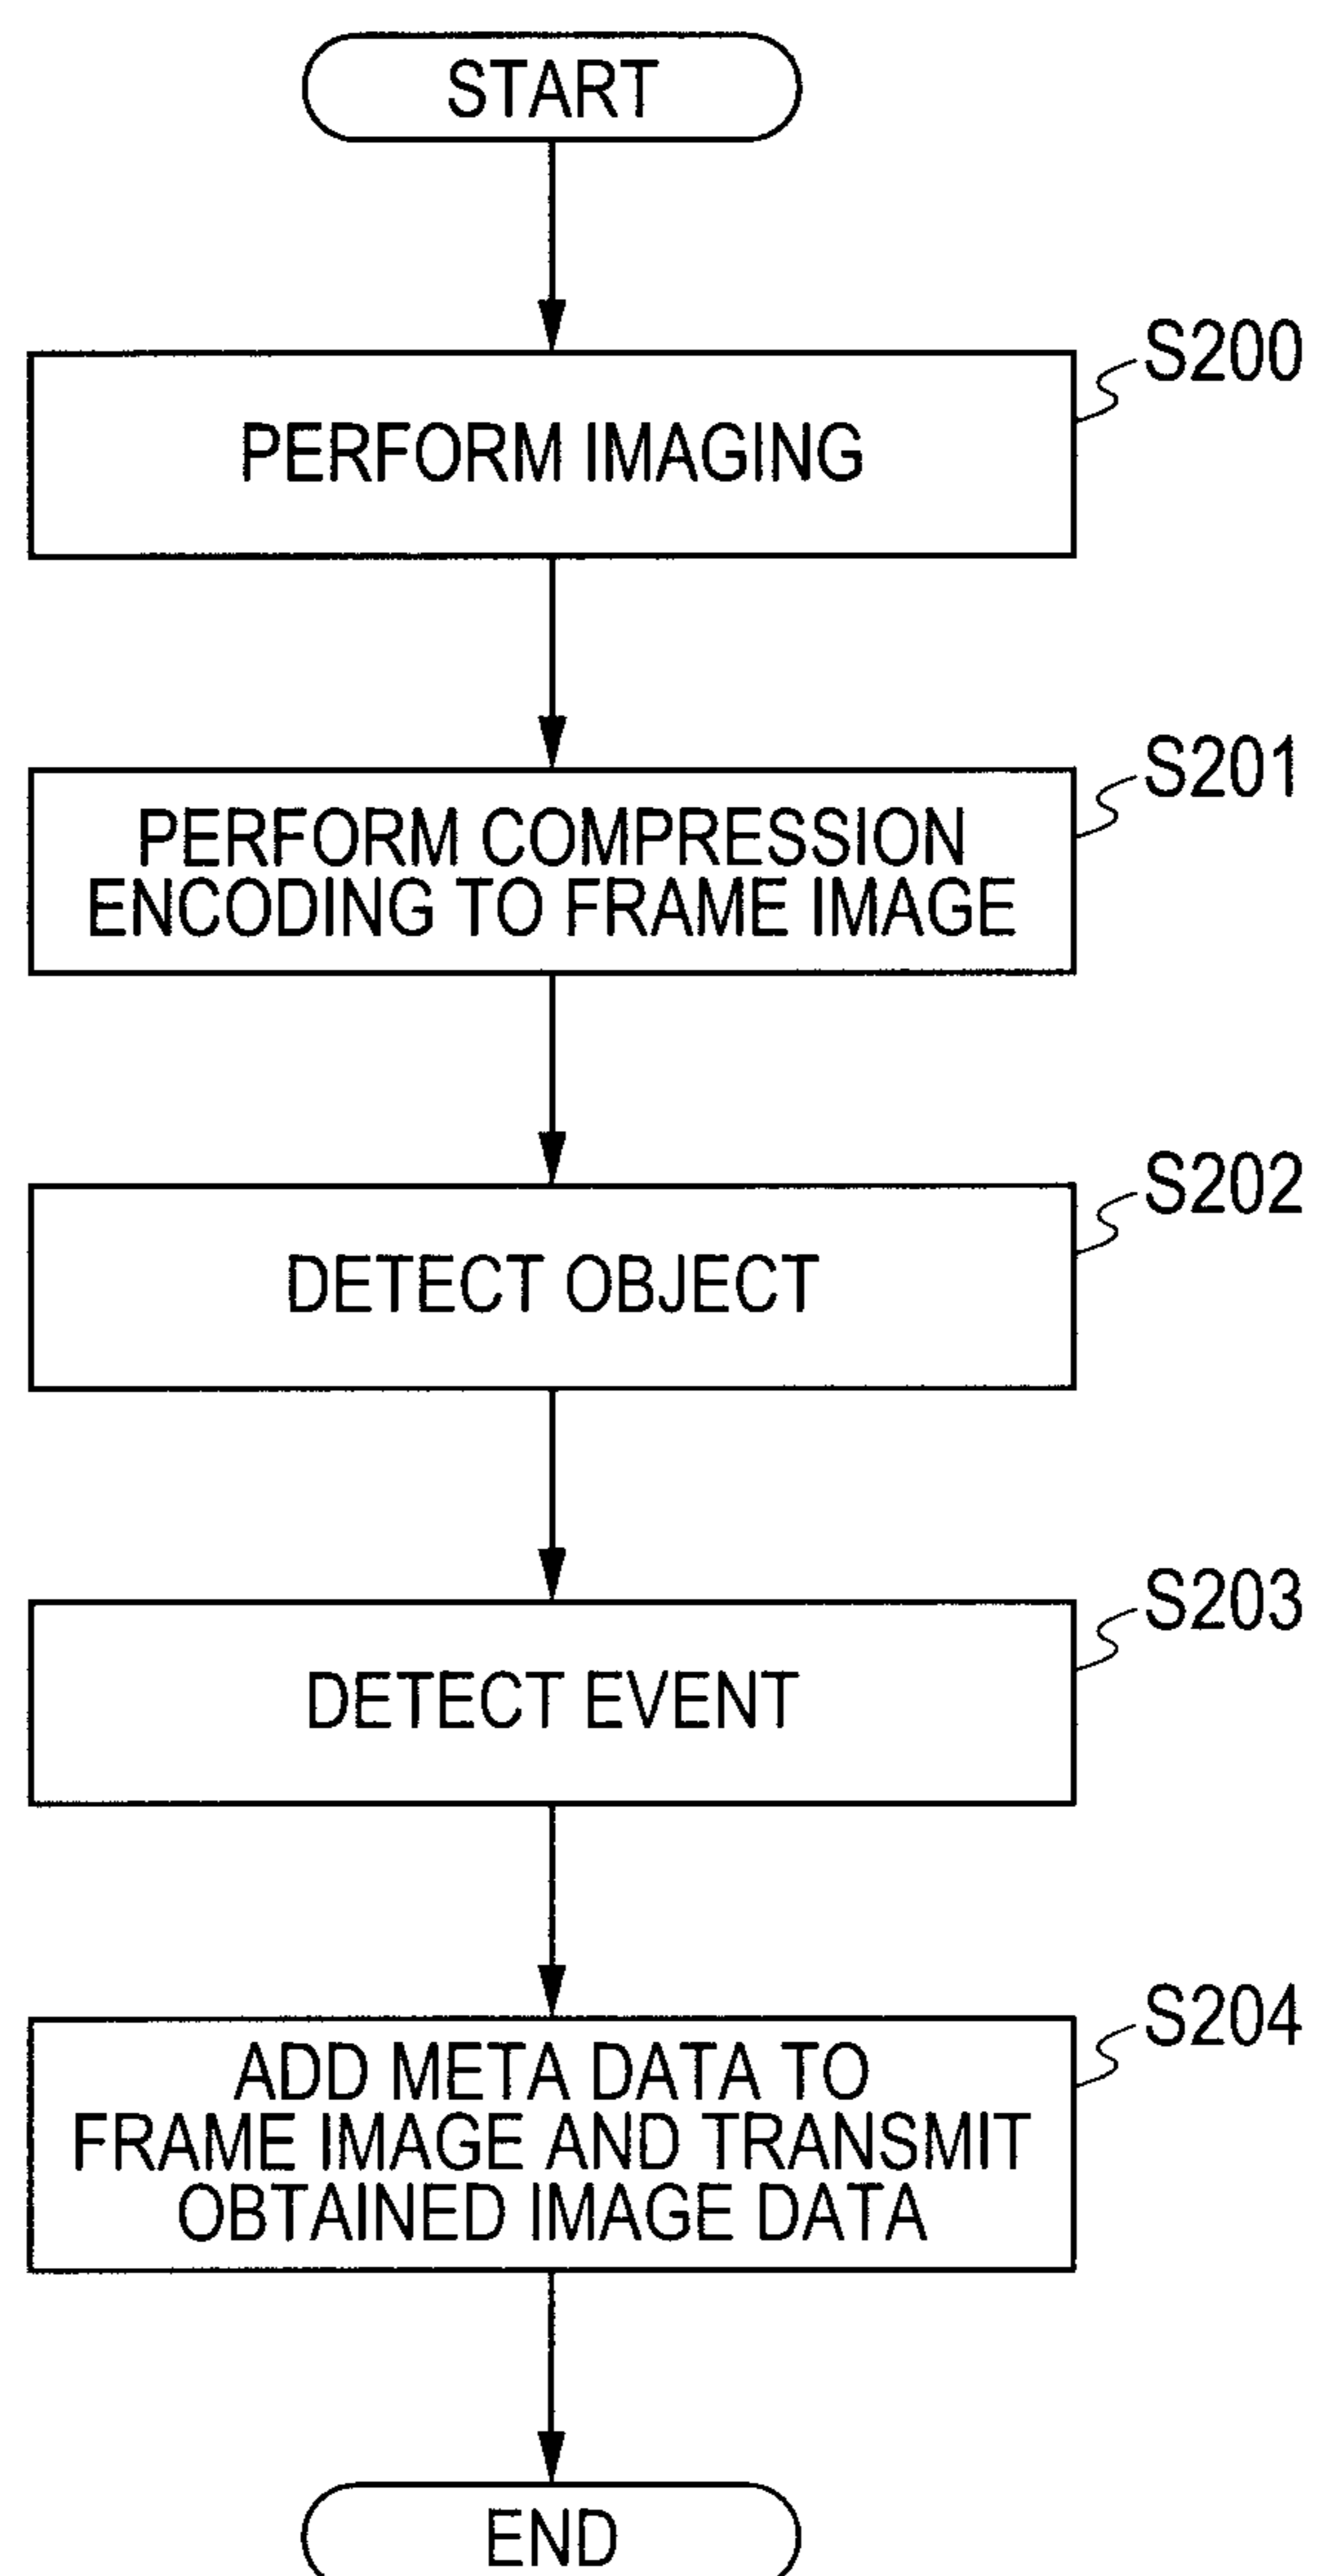 START
S200
PERFORM IMAGING
S201
PERFORM COMPRESSION
ENCODING TO FRAME IMAGE
S202
DETECT OBJECT
S203
DETECT EVENT
S204
ADD META DATA TO
FRAME IMAGE AND TRANSMIT
OBTAINED IMAGE DATA
END